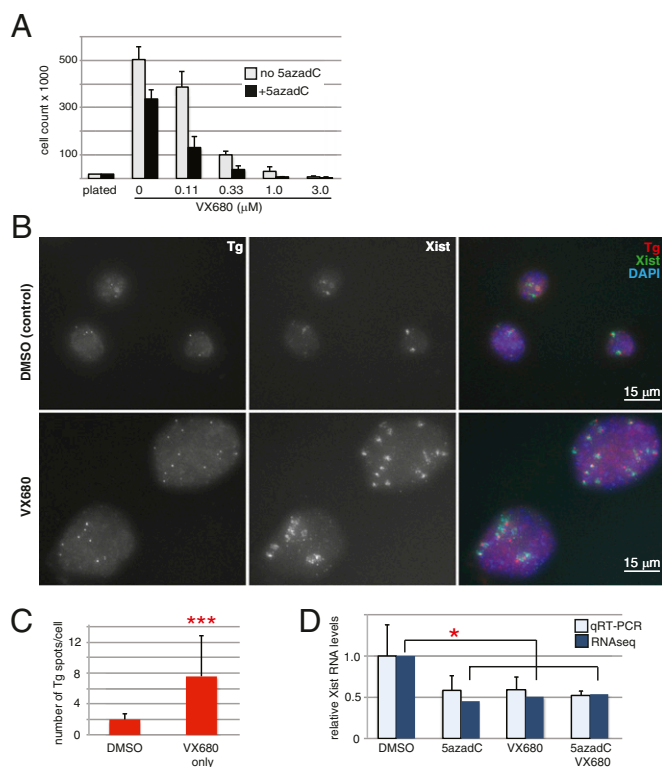 A
cell count x 1000
500
300
100
no 5azadC
+5azadC
plated
0
0.11
0.33
1.0
3.0
VX680 (μM)
B
Tg
Xist
Tg
Xist
DAPI
DMSO (control)
15 μm
VX680
15 μm
C
***
number of Tg spots/cell
12
8
4
0
DMSO
VX680
only
D
relative Xist RNA levels
*
qRT-PCR
RNAseq
1.0
0.5
0
DMSO
5azadC
VX680
5azadC
VX680